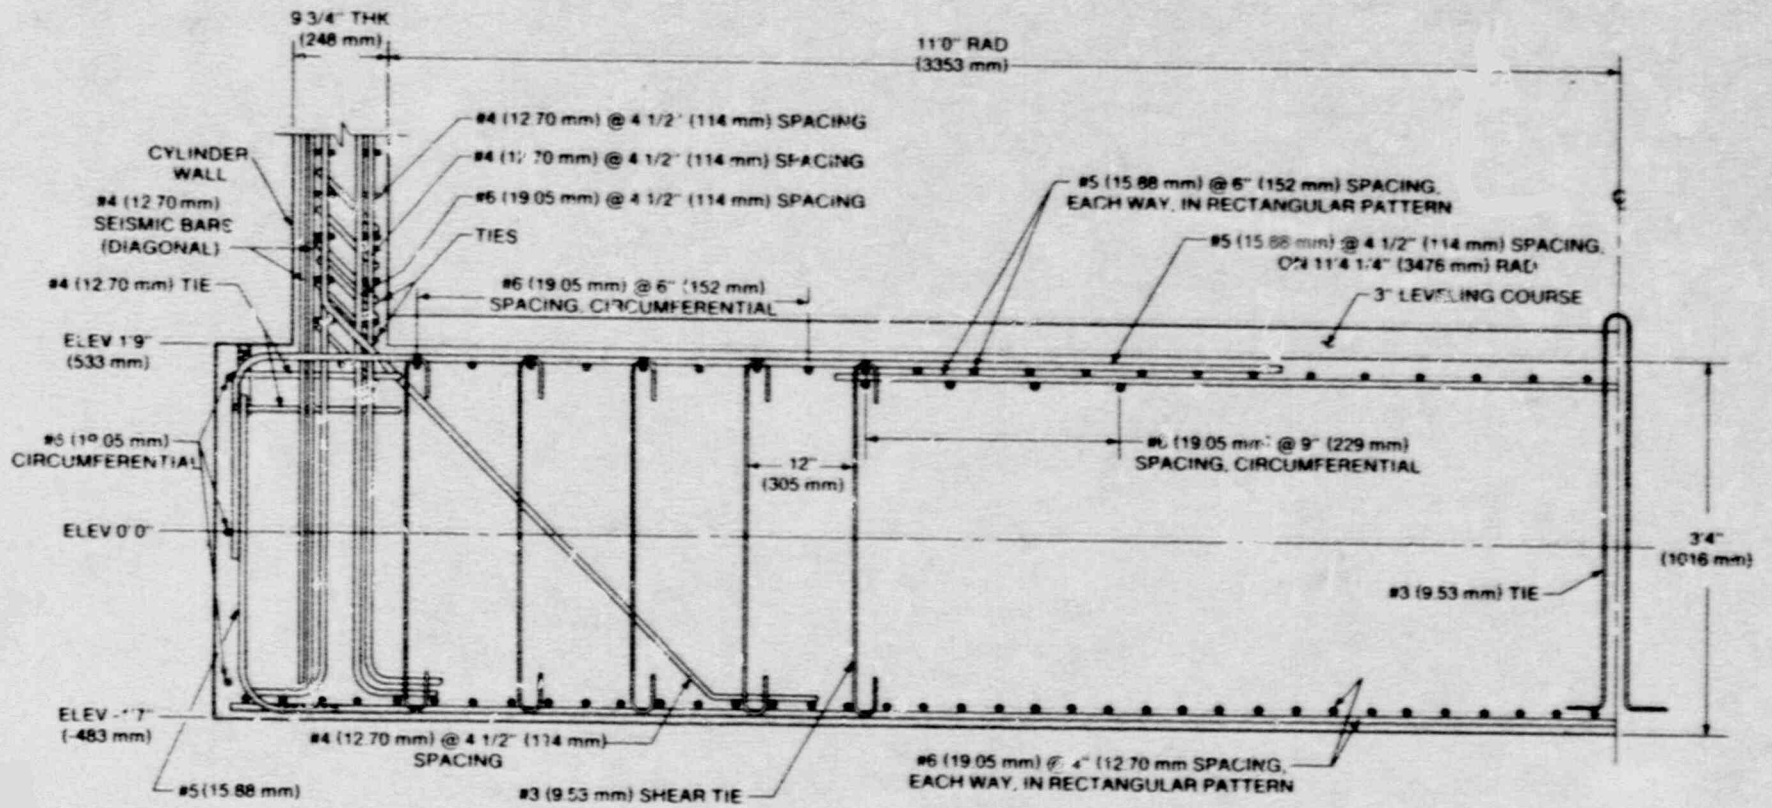 9 3/4" THK
(248 mm)
11'0" RAD
(3353 mm)
#4 (12.70 mm) @ 4 1/2" (114 mm) SPACING
CYLINDER
WALL
#4 (12.70 mm) @ 4 1/2" (114 mm) SPACING
#4 (12.70 mm)
SEISMIC BARS
(DIAGONAL)
#6 (19.05 mm) @ 4 1/2" (114 mm) SPACING
#5 (15.88 mm) @ 6" (152 mm) SPACING,
EACH WAY, IN RECTANGULAR PATTERN
TIES
#5 (15.88 mm) @ 4 1/2" (114 mm) SPACING,
ON 11'4 1/4" (3476 mm) RAD
#4 (12.70 mm) TIE
#6 (19.05 mm) @ 6" (152 mm)
SPACING, CIRCUMFERENTIAL
3" LEVELING COURSE
ELEV 1'9"
(533 mm)
#6 (19.05 mm)
CIRCUMFERENTIAL
#6 (19.05 mm) @ 9" (229 mm)
SPACING, CIRCUMFERENTIAL
12"
(305 mm)
ELEV 0'0"
3'4"
(1016 mm)
#3 (9.53 mm) TIE
ELEV -1'7"
(-483 mm)
#4 (12.70 mm) @ 4 1/2" (114 mm)
SPACING
#6 (19.05 mm) @ 4" (12.70 mm SPACING,
EACH WAY, IN RECTANGULAR PATTERN
#5 (15.88 mm)
#3 (9.53 mm) SHEAR TIE